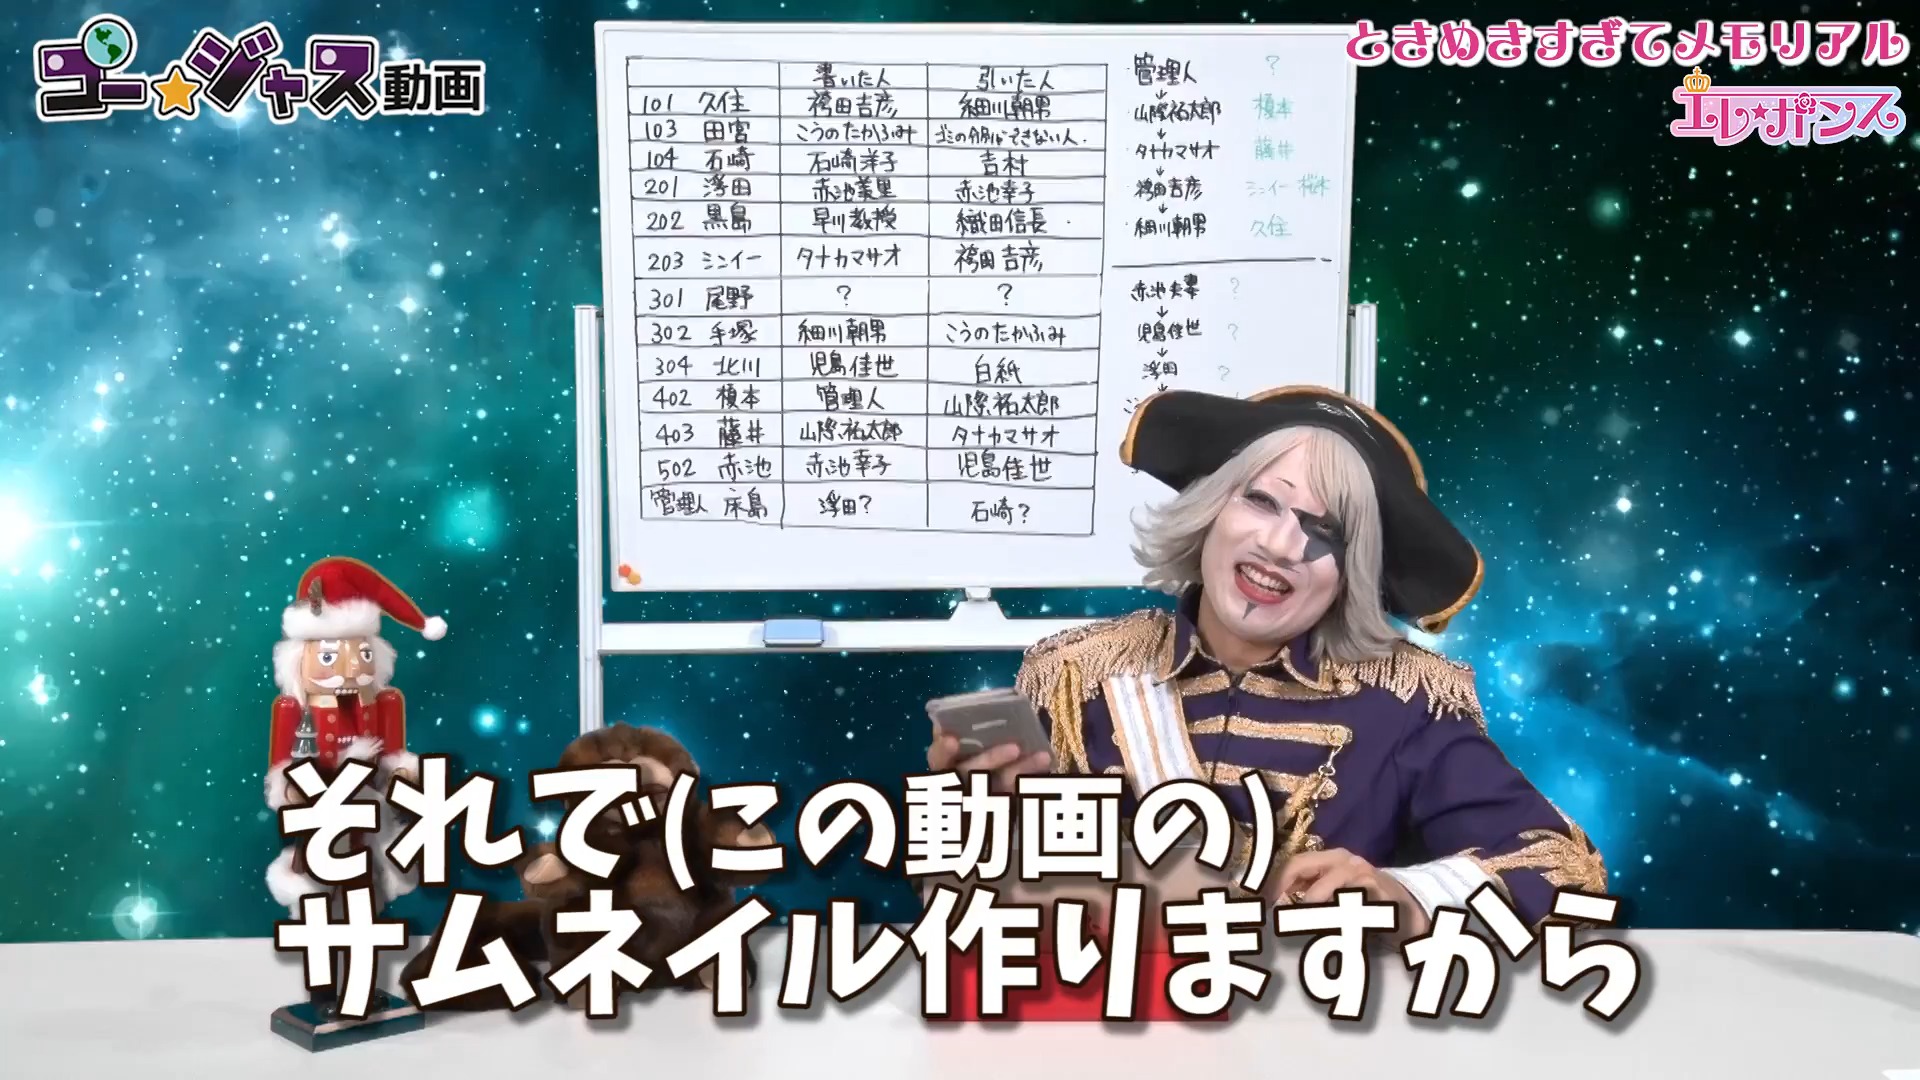 ゴー★ジャス動画
ときめきすぎてメモリアル
エレ★ガンス
書いた人 引いた人
101 久住 袴田吉彦 細川朝男
103 田宮 こうのたかふみ ゴミの分別ができない人.
104 石崎 石崎洋子 吉村
201 浮田 赤池美里 赤池幸子
202 黒島 早川教授 織田信長
203 シンイー タナカマサオ 袴田吉彦
301 尾野 ? ?
302 手塚 細川朝男 こうのたかふみ
304 北川 児島佳世 白紙
402 榎本 管理人 山際祐太郎
403 藤井 山際祐太郎 タナカマサオ
502 赤池 赤池幸子 児島佳世
管理人 床島 浮田? 石崎?
・管理人 ?
↓
山際祐太郎 榎本
↓
タナカマサオ 藤井
↓
袴田吉彦 シンイー 桜木
↓
細川朝男 久住
赤池夫妻 ?
↓
児島佳世 ?
↓
浮田 ?
それで(この動画の)
サムネイル作りますから